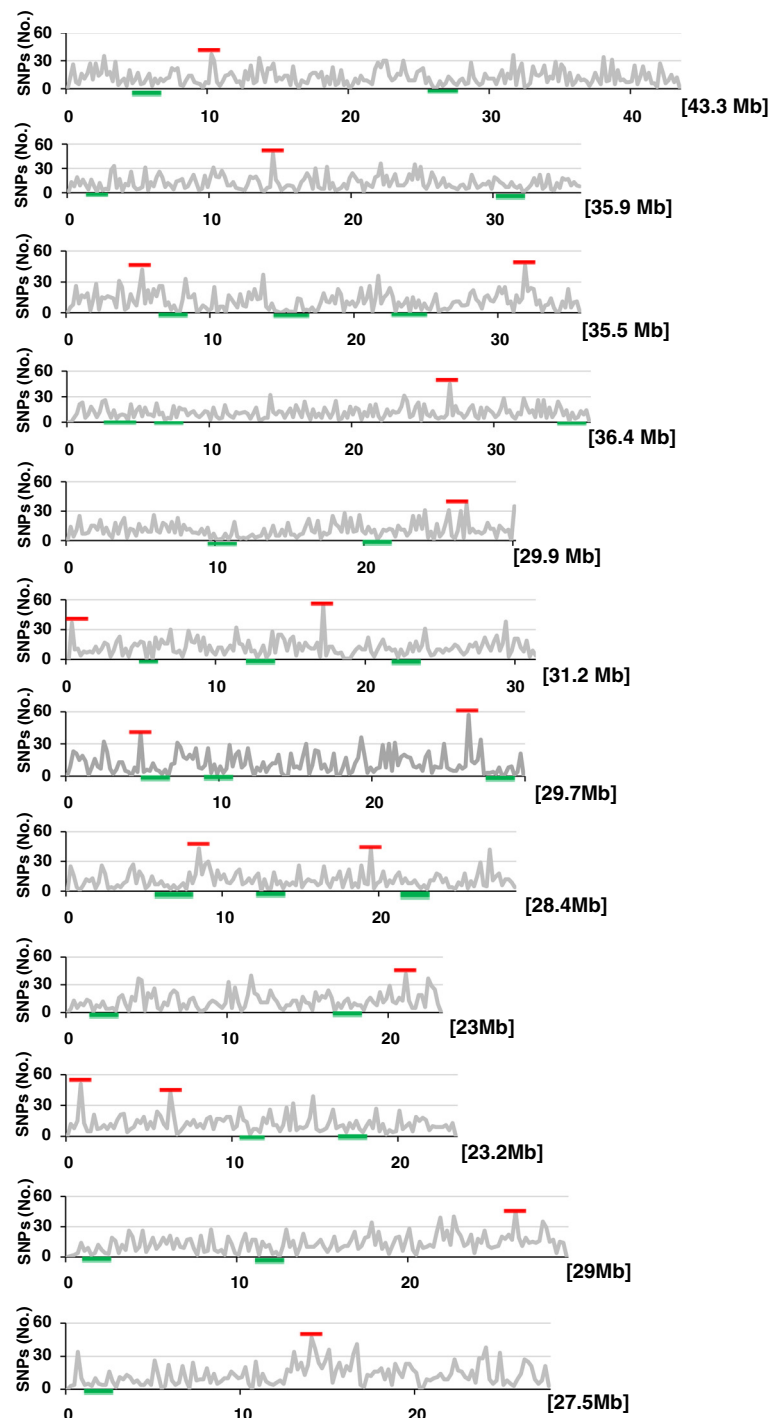 SNPs (No.)
60
30
0
0 10 20 30 40
[43.3 Mb]
SNPs (No.)
60
30
0
0 10 20 30
[35.9 Mb]
SNPs (No.)
60
30
0
0 10 20 30
[35.5 Mb]
SNPs (No.)
60
30
0
0 10 20 30
[36.4 Mb]
SNPs (No.)
60
30
0
0 10 20
[29.9 Mb]
SNPs (No.)
60
30
0
0 10 20 30
[31.2 Mb]
SNPs (No.)
60
30
0
0 10 20
[29.7Mb]
SNPs (No.)
60
30
0
0 10 20
[28.4Mb]
SNPs (No.)
60
30
0
0 10 20
[23Mb]
SNPs (No.)
60
30
0
0 10 20
[23.2Mb]
SNPs (No.)
60
30
0
0 10 20
[29Mb]
SNPs (No.)
60
30
0
0 10 20
[27.5Mb]